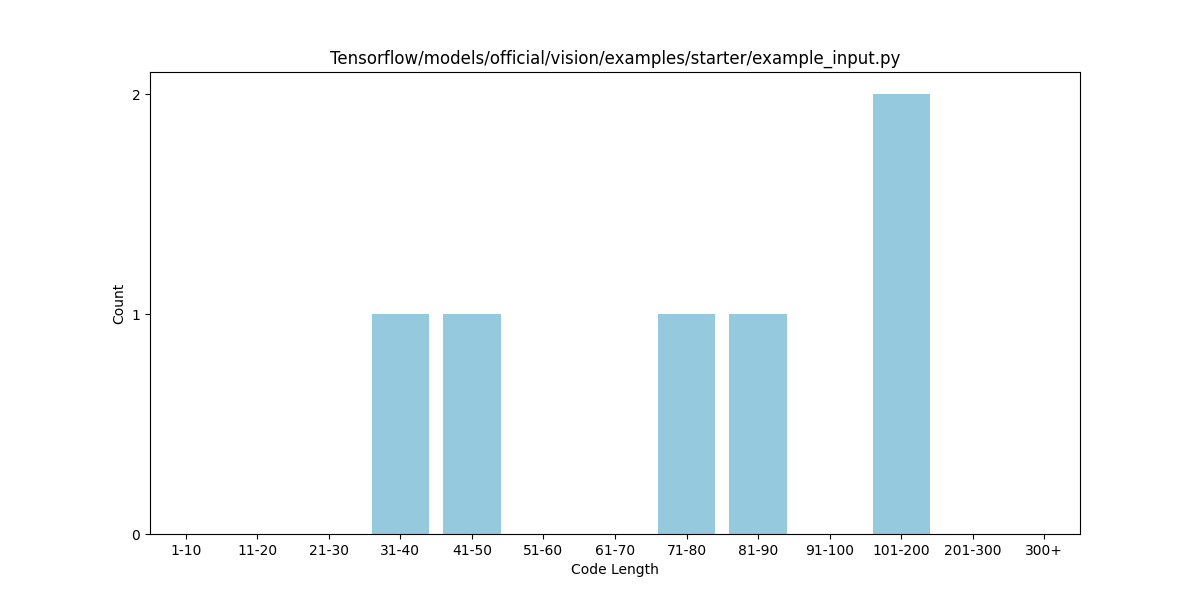 Tensorflow/models/official/vision/examples/starter/example_input.py
2
1
0
Count
1-10 11-20 21-30 31-40 41-50 51-60 61-70 71-80 81-90 91-100 101-200 201-300 300+
Code Length